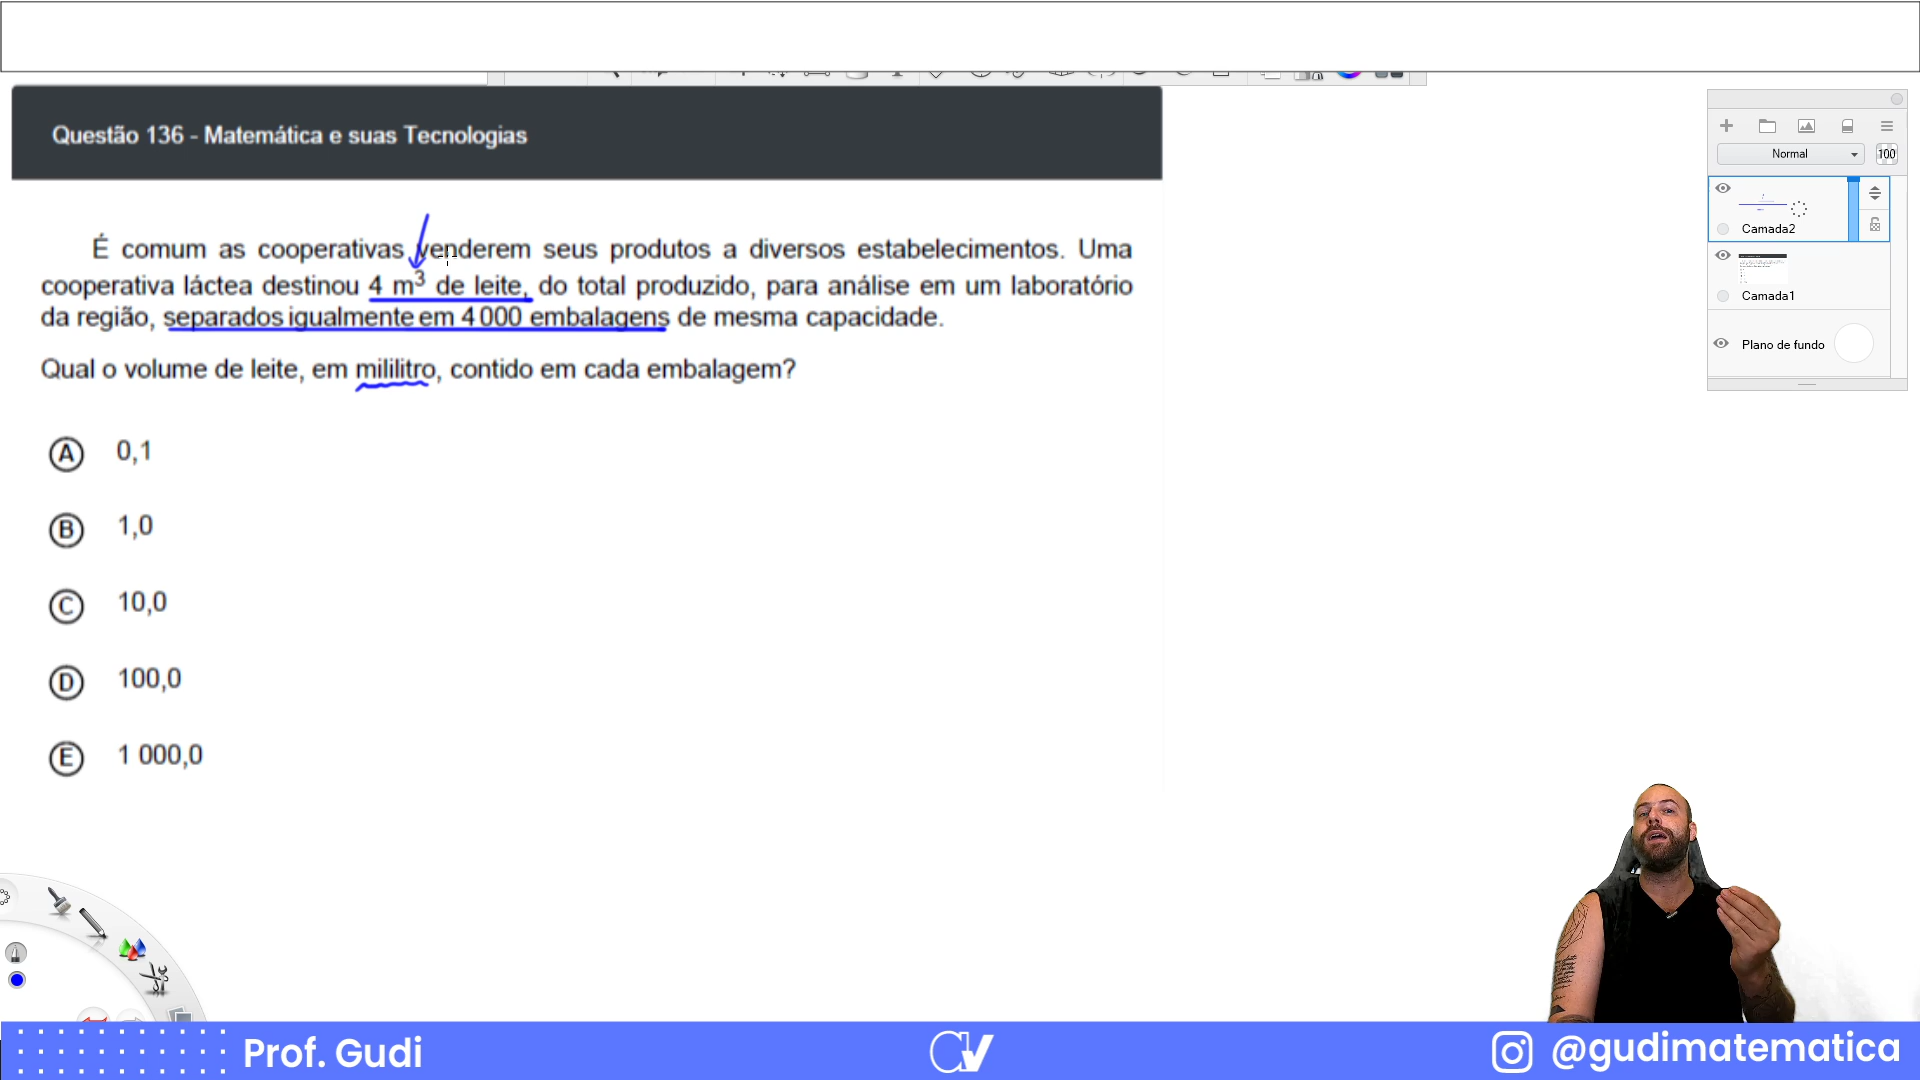 Questão 136 - Matemática e suas Tecnologias
É comum as cooperativas venderem seus produtos a diversos estabelecimentos. Uma
cooperativa láctea destinou 4 m³ de leite, do total produzido, para análise em um laboratório
da região, separados igualmente em 4 000 embalagens de mesma capacidade.
Qual o volume de leite, em mililitro, contido em cada embalagem?
A 0,1
B 1,0
C 10,0
D 100,0
E 1 000,0
Normal
100
Camada2
Camada1
Plano de fundo
Prof. Gudi
@gudimatematica